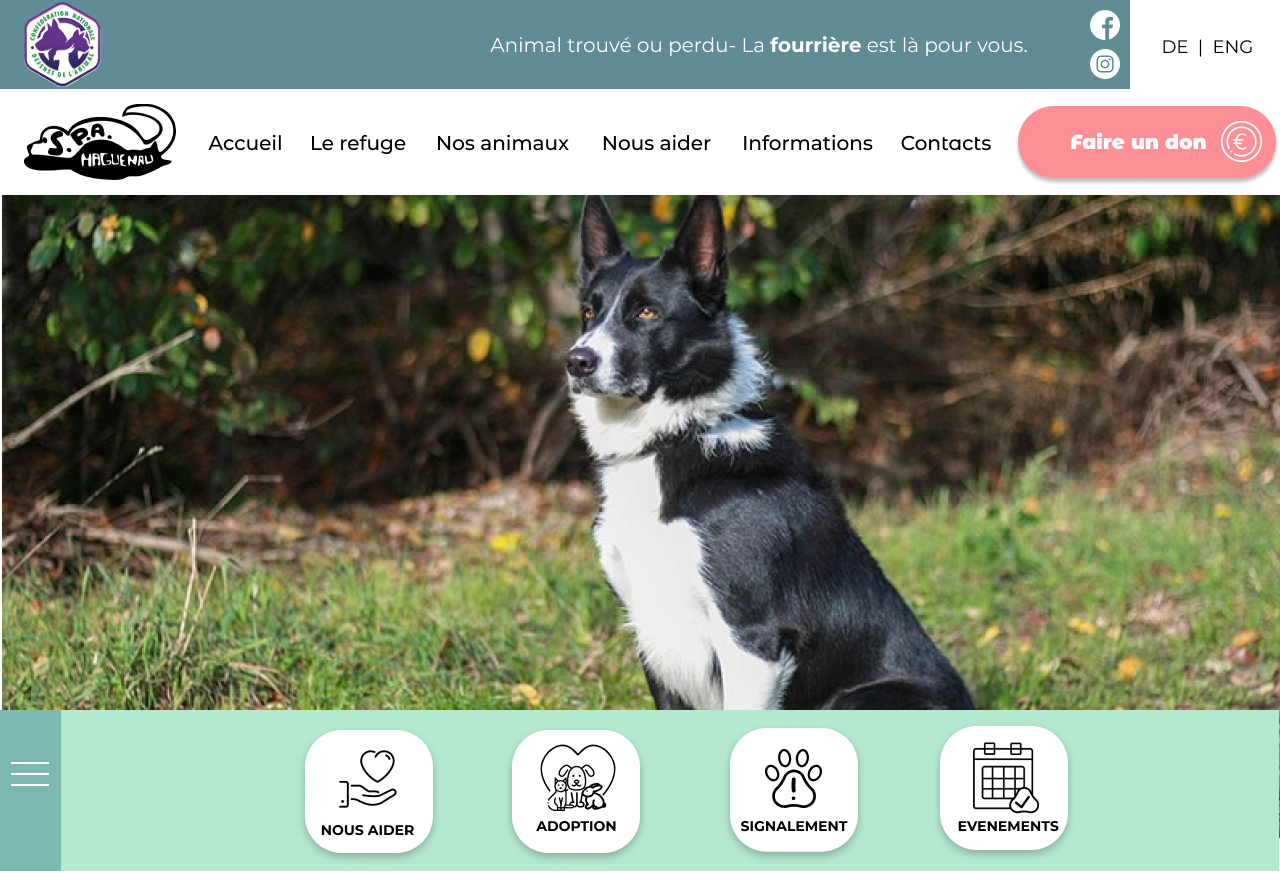 CONFÉDÉRATION NATIONALE
DÉFENSE DE L'ANIMAL
Animal trouvé ou perdu- La fourrière est là pour vous.
DE | ENG
S.P.A.
HAGUENAU
Accueil Le refuge Nos animaux Nous aider Informations Contacts
Faire un don €
NOUS AIDER
ADOPTION
SIGNALEMENT
EVENEMENTS